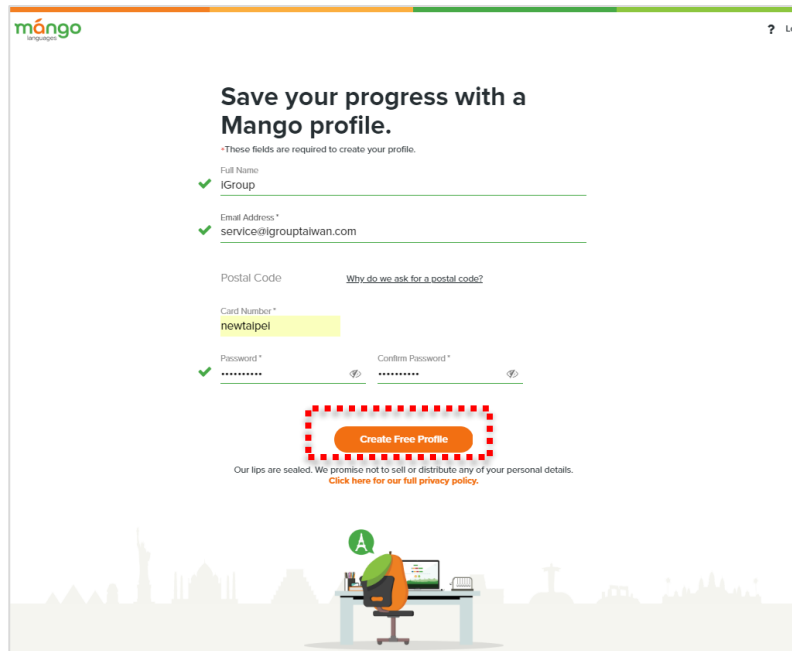 mángo
languages
? L
Save your progress with a
Mango profile.
*These fields are required to create your profile.
Full Name
iGroup
Email Address *
service@igrouptaiwan.com
Postal Code Why do we ask for a postal code?
Card Number *
newtaipei
Password * Confirm Password *
•••••••••• ••••••••••
Create Free Profile
Our lips are sealed. We promise not to sell or distribute any of your personal details.
Click here for our full privacy policy.